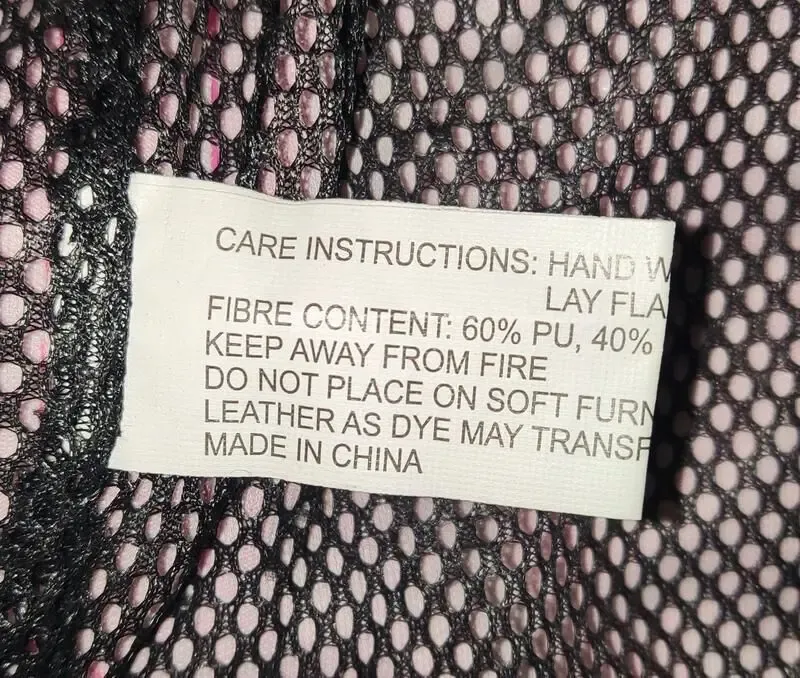 CARE INSTRUCTIONS: HAND W
LAY FLA
FIBRE CONTENT: 60% PU, 40%
KEEP AWAY FROM FIRE
DO NOT PLACE ON SOFT FURN
LEATHER AS DYE MAY TRANSF
MADE IN CHINA